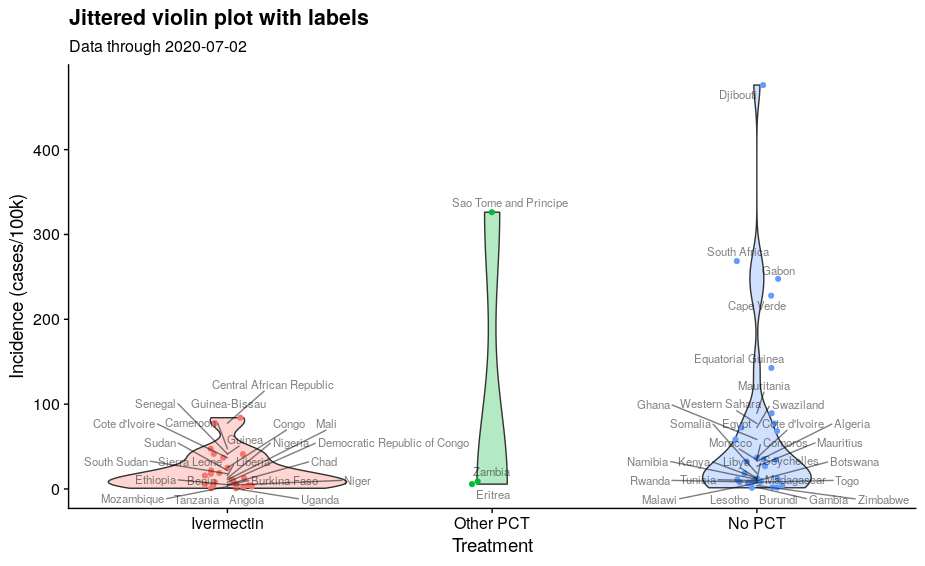 Jittered violin plot with labels
Data through 2020-07-02
Incidence (cases/100k)
400
300
200
100
0
Djibouti
Sao Tome and Principe
South Africa
Gabon
Cape Verde
Equatorial Guinea
Central African Republic
Mauritania
Senegal Guinea-Bissau
Ghana Western Sahara Swaziland
Cote d'Ivoire Cameroon Congo Mali
Somalia Egypt Cote d'Ivoire Algeria
Sudan Guinea Nigeria Democratic Republic of Congo
Morocco Comoros Mauritius
South Sudan Sierra Leone Liberia Chad
Namibia Kenya Libya Seychelles Botswana
Zambia
Ethiopia Benin Burkina Faso Niger
Rwanda Tunisia Madagascar Togo
Eritrea
Mozambique Tanzania Angola Uganda
Malawi Lesotho Burundi Gambia Zimbabwe
Ivermectin Other PCT No PCT
Treatment